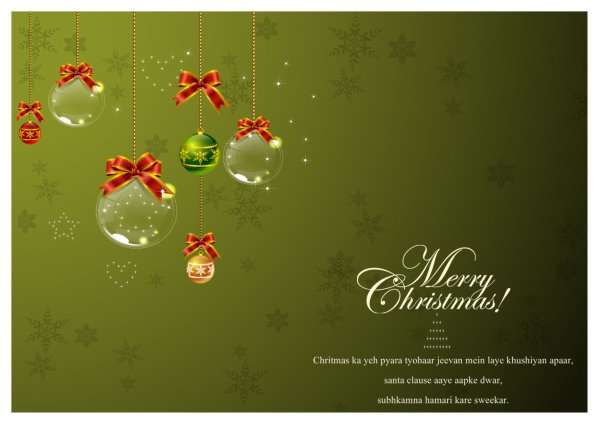 Merry
Christmas!
Chritmas ka yeh pyara tyohaar jeevan mein laye khushiyan apaar,
santa clause aaye aapke dwar,
subhkamna hamari kare sweekar.